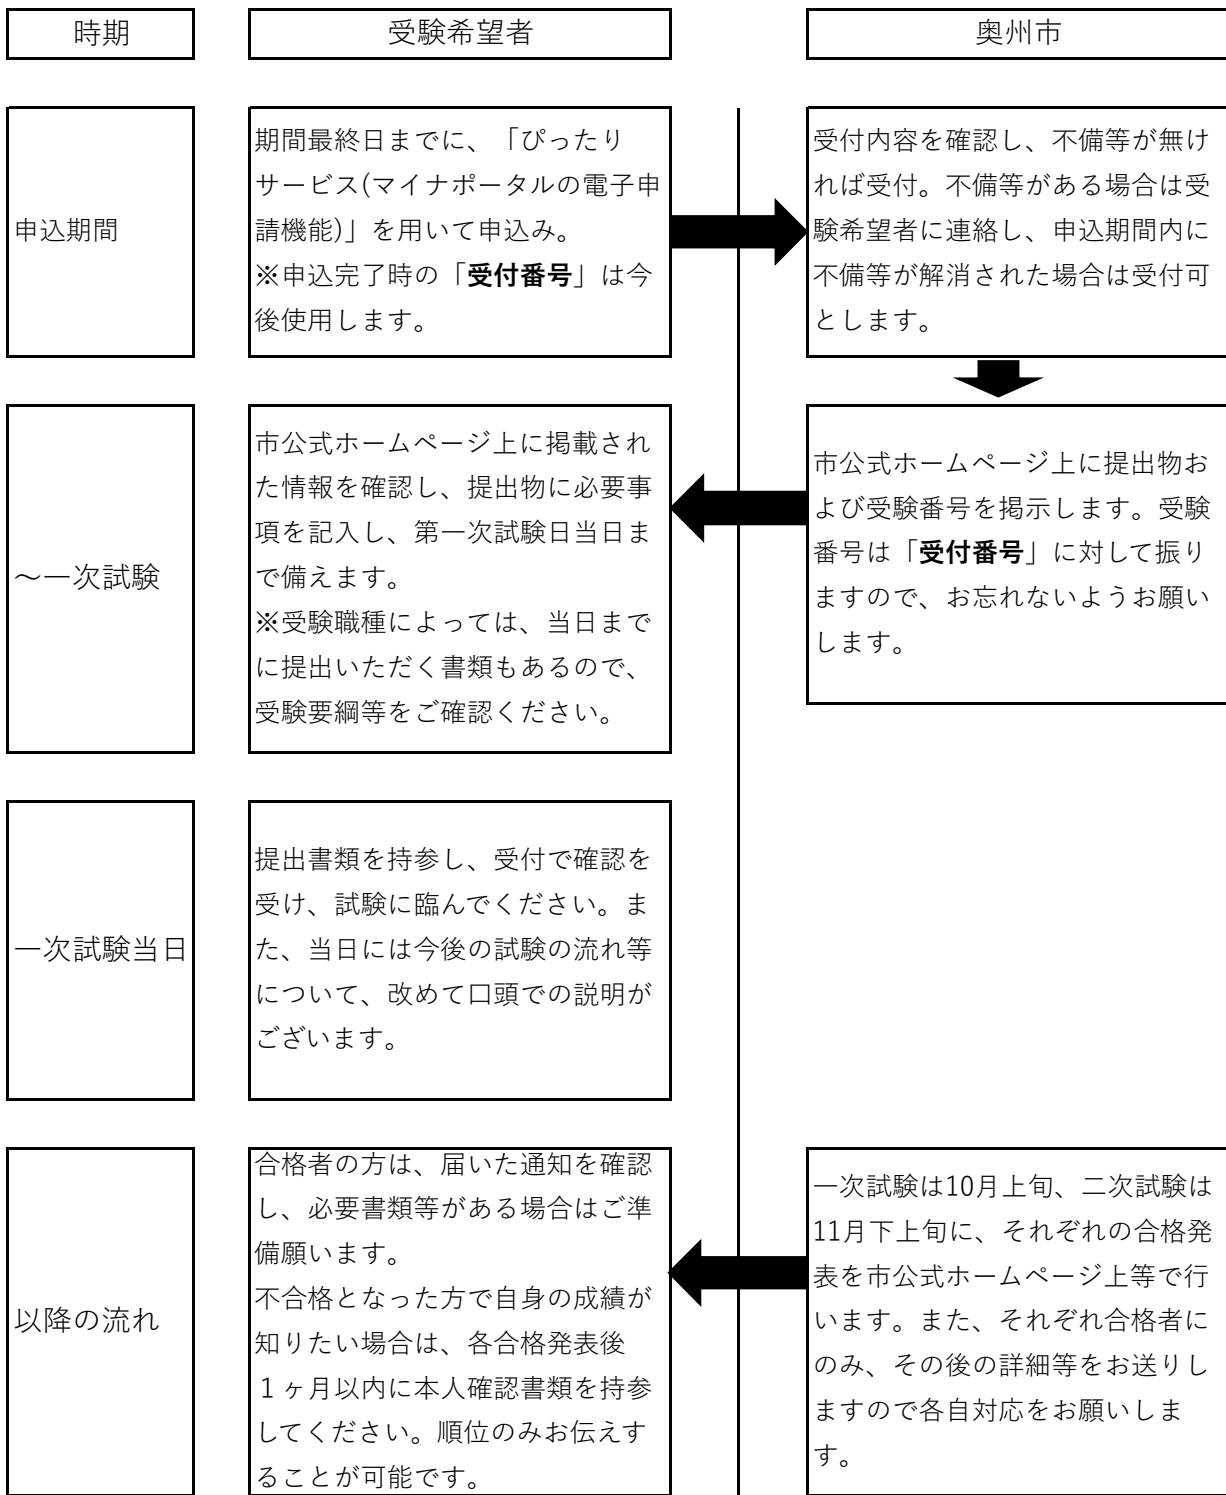 時期
受験希望者
奥州市
申込期間
期間最終日までに、「ぴったり
サービス(マイナポータルの電子申
請機能)」を用いて申込み。
※申込完了時の「受付番号」は今
後使用します。
受付内容を確認し、不備等が無け
れば受付。不備等がある場合は受
験希望者に連絡し、申込期間内に
不備等が解消された場合は受付可
とします。
～一次試験
市公式ホームページ上に掲載され
た情報を確認し、提出物に必要事
項を記入し、第一次試験日当日ま
で備えます。
※受験職種によっては、当日まで
に提出いただく書類もあるので、
受験要綱等をご確認ください。
市公式ホームページ上に提出物お
よび受験番号を掲示します。受験
番号は「受付番号」に対して振り
ますので、お忘れないようお願い
します。
一次試験当日
提出書類を持参し、受付で確認を
受け、試験に臨んでください。ま
た、当日には今後の試験の流れ等
について、改めて口頭での説明が
ございます。
以降の流れ
合格者の方は、届いた通知を確認
し、必要書類等がある場合はご準
備願います。
不合格となった方で自身の成績が
知りたい場合は、各合格発表後
１ヶ月以内に本人確認書類を持参
してください。順位のみお伝えす
ることが可能です。
一次試験は10月上旬、二次試験は
11月下上旬に、それぞれの合格発
表を市公式ホームページ上等で行
います。また、それぞれ合格者に
のみ、その後の詳細等をお送りし
ますので各自対応をお願いしま
す。